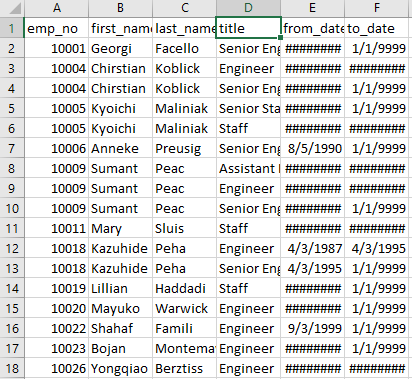 A B C D E F
1 emp_no first_name last_name title from_date to_date
2 10001 Georgi Facello Senior Eng ######## 1/1/9999
3 10004 Chirstian Koblick Engineer ######## ########
4 10004 Chirstian Koblick Senior Eng ######## 1/1/9999
5 10005 Kyoichi Maliniak Senior Sta ######## 1/1/9999
6 10005 Kyoichi Maliniak Staff ######## ########
7 10006 Anneke Preusig Senior Eng 8/5/1990 1/1/9999
8 10009 Sumant Peac Assistant ######## ########
9 10009 Sumant Peac Engineer ######## ########
10 10009 Sumant Peac Senior Eng ######## 1/1/9999
11 10011 Mary Sluis Staff ######## ########
12 10018 Kazuhide Peha Engineer 4/3/1987 4/3/1995
13 10018 Kazuhide Peha Senior Eng 4/3/1995 1/1/9999
14 10019 Lillian Haddadi Staff ######## 1/1/9999
15 10020 Mayuko Warwick Engineer ######## 1/1/9999
16 10022 Shahaf Famili Engineer 9/3/1999 1/1/9999
17 10023 Bojan Montema Engineer ######## 1/1/9999
18 10026 Yongqiao Berztiss Engineer ######## ########